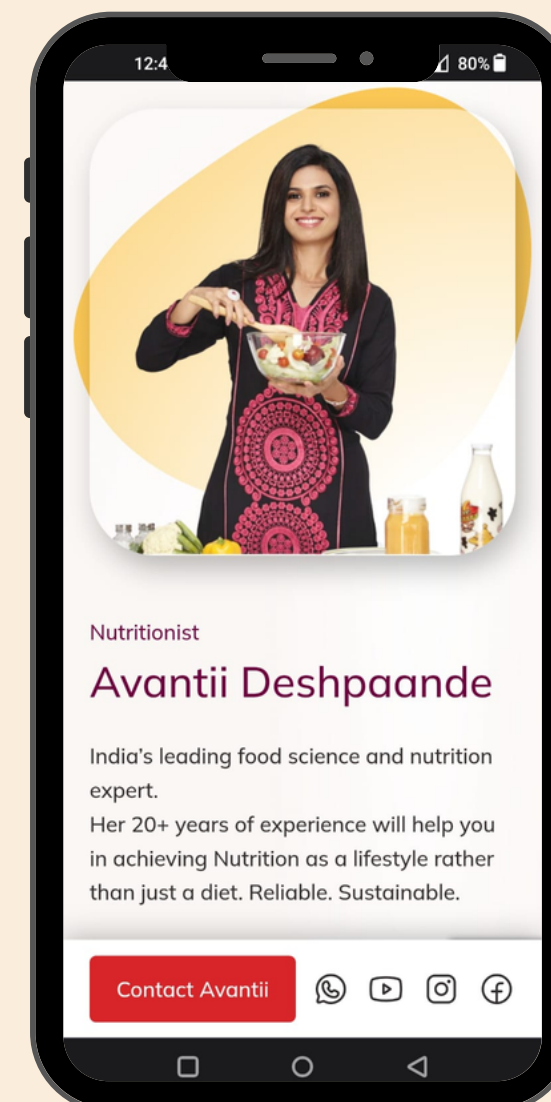 12:4
80%
Nutritionist
Avantii Deshpaande
India’s leading food science and nutrition
expert.
Her 20+ years of experience will help you
in achieving Nutrition as a lifestyle rather
than just a diet. Reliable. Sustainable.
Contact Avantii